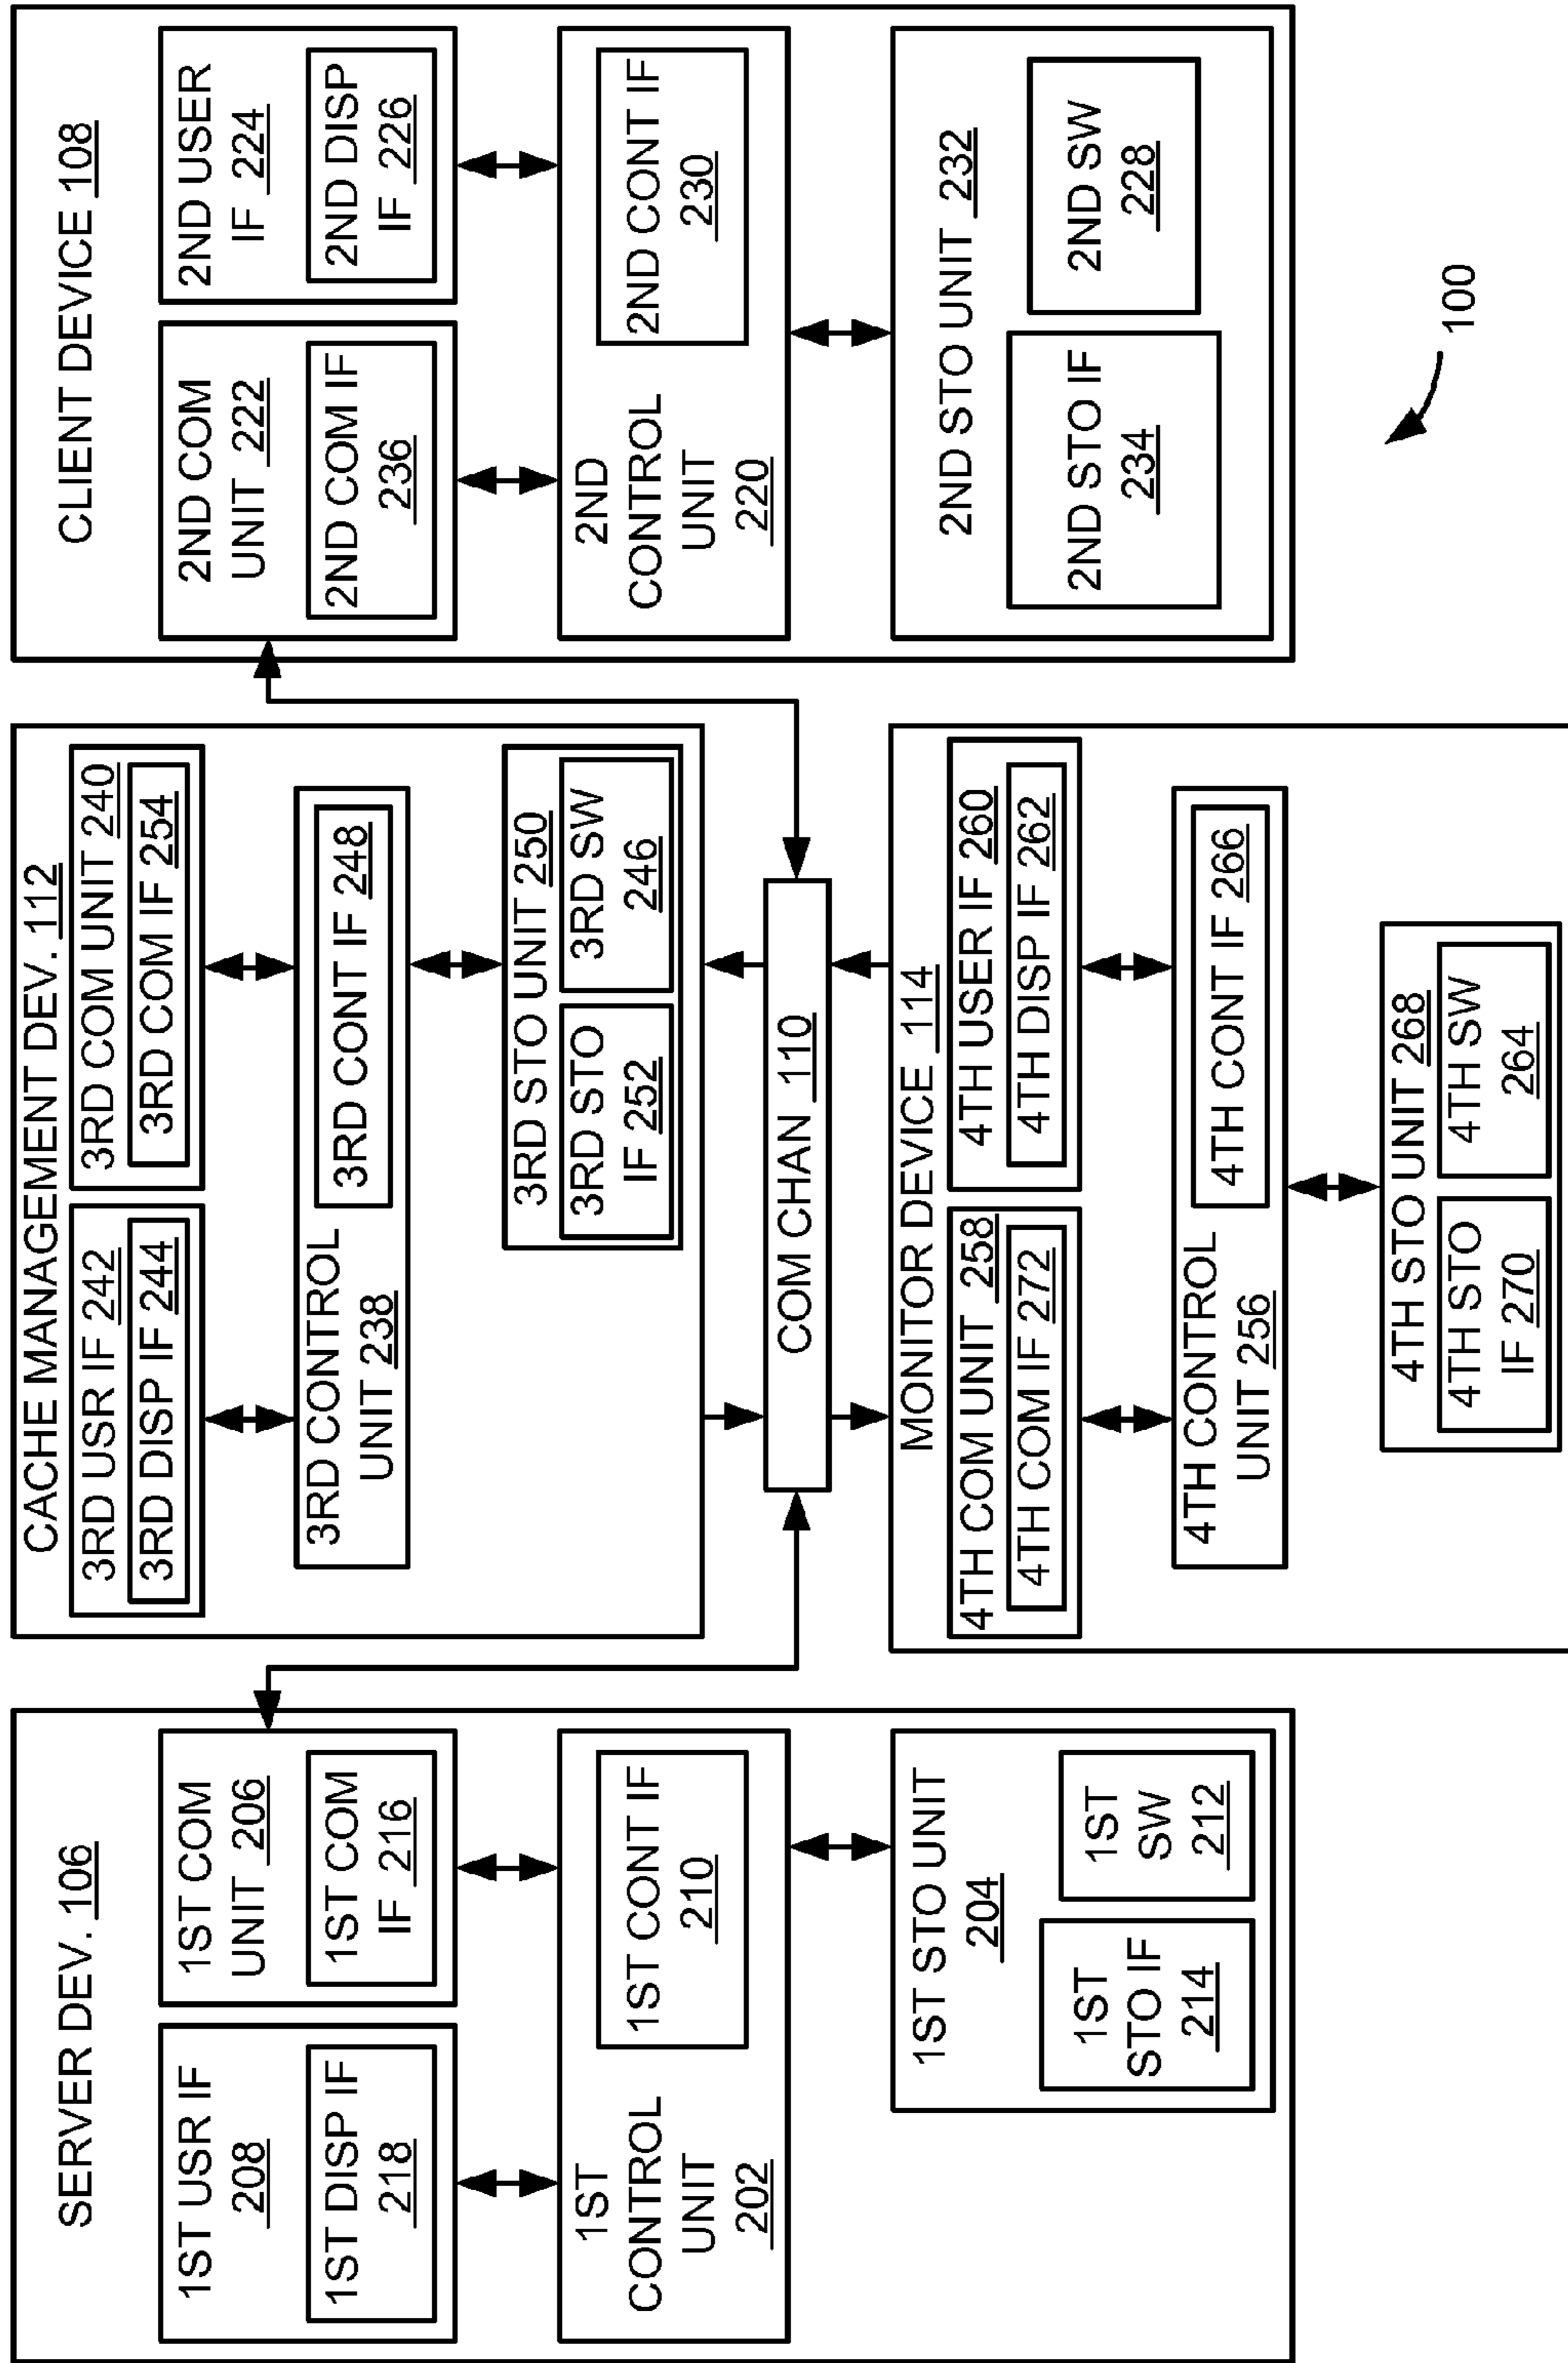 SERVER DEV. 106
1ST USR IF
208
1ST DISP IF
218
1ST COM
UNIT 206
1ST COM
IF 216
1ST
CONTROL
UNIT
202
1ST CONT IF
210
1ST STO UNIT
204
1ST
STO IF
214
1ST
SW
212
CACHE MANAGEMENT DEV. 112
3RD USR IF 242
3RD DISP IF 244
3RD COM UNIT 240
3RD COM IF 254
3RD CONTROL
UNIT 238
3RD CONT IF 248
3RD STO UNIT 250
3RD STO
IF 252
3RD SW
246
COM CHAN 110
MONITOR DEVICE 114
4TH COM UNIT 258
4TH COM IF 272
4TH USER IF 260
4TH DISP IF 262
4TH CONTROL
UNIT 256
4TH CONT IF 266
4TH STO UNIT 268
4TH STO
IF 270
4TH SW
264
CLIENT DEVICE 108
2ND COM
UNIT 222
2ND COM IF
236
2ND USER
IF 224
2ND DISP
IF 226
2ND
CONTROL
UNIT
220
2ND CONT IF
230
2ND STO UNIT 232
2ND STO IF
234
2ND SW
228
100